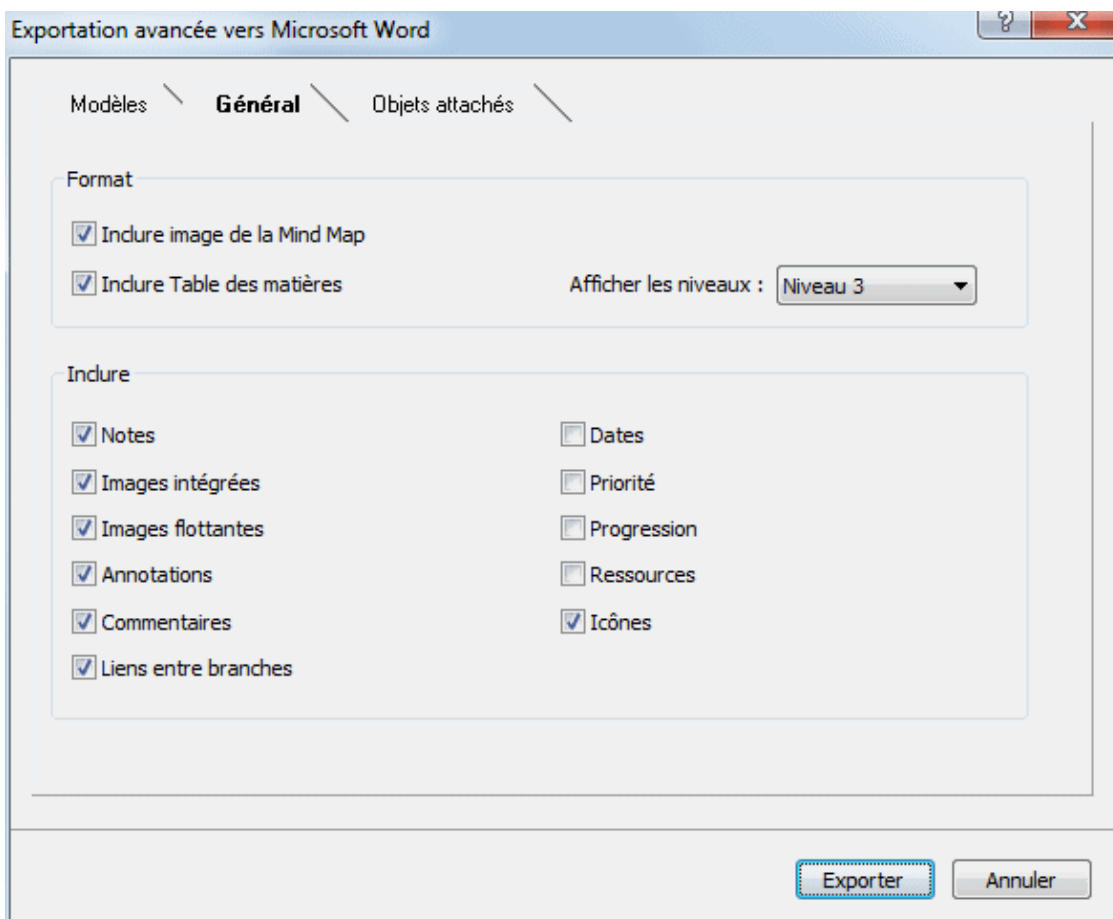 Exportation avancée vers Microsoft Word
?
Modèles Général Objets attachés
Format
Inclure image de la Mind Map
Inclure Table des matières Afficher les niveaux : Niveau 3
Inclure
Notes Dates
Images intégrées Priorité
Images flottantes Progression
Annotations Ressources
Commentaires Icônes
Liens entre branches
Exporter Annuler